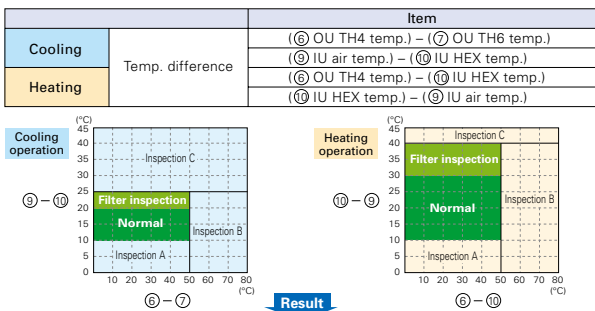 Item
Cooling
Heating
Temp. difference
(⑥ OU TH4 temp.) – (⑦ OU TH6 temp.)
(⑨ IU air temp.) – (⑩ IU HEX temp.)
(⑥ OU TH4 temp.) – (⑩ IU HEX temp.)
(⑩ IU HEX temp.) – (⑨ IU air temp.)
Cooling
operation
⑨ – ⑩
(°C)
45
40
35
30
25
20
15
10
5
0
Inspection C
Filter inspection
Normal
Inspection B
Inspection A
10 20 30 40 50 60 70 80
(°C)
⑥ – ⑦
Result
Heating
operation
⑩ – ⑨
(°C)
45
40
35
30
25
20
15
10
5
0
Inspection C
Filter inspection
Normal
Inspection B
Inspection A
10 20 30 40 50 60 70 80
(°C)
⑥ – ⑩